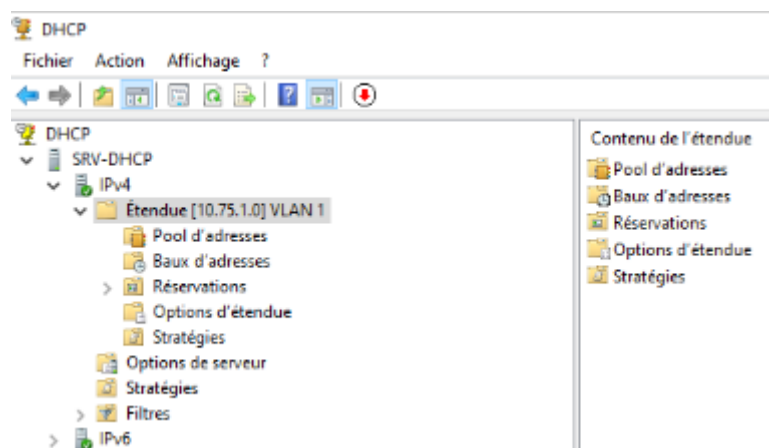 DHCP
Fichier Action Affichage ?
DHCP
SRV-DHCP
IPv4
Étendue [10.75.1.0] VLAN 1
Pool d'adresses
Baux d'adresses
Réservations
Options d'étendue
Stratégies
Options de serveur
Stratégies
Filtres
IPv6
Contenu de l'étendue
Pool d'adresses
Baux d'adresses
Réservations
Options d'étendue
Stratégies